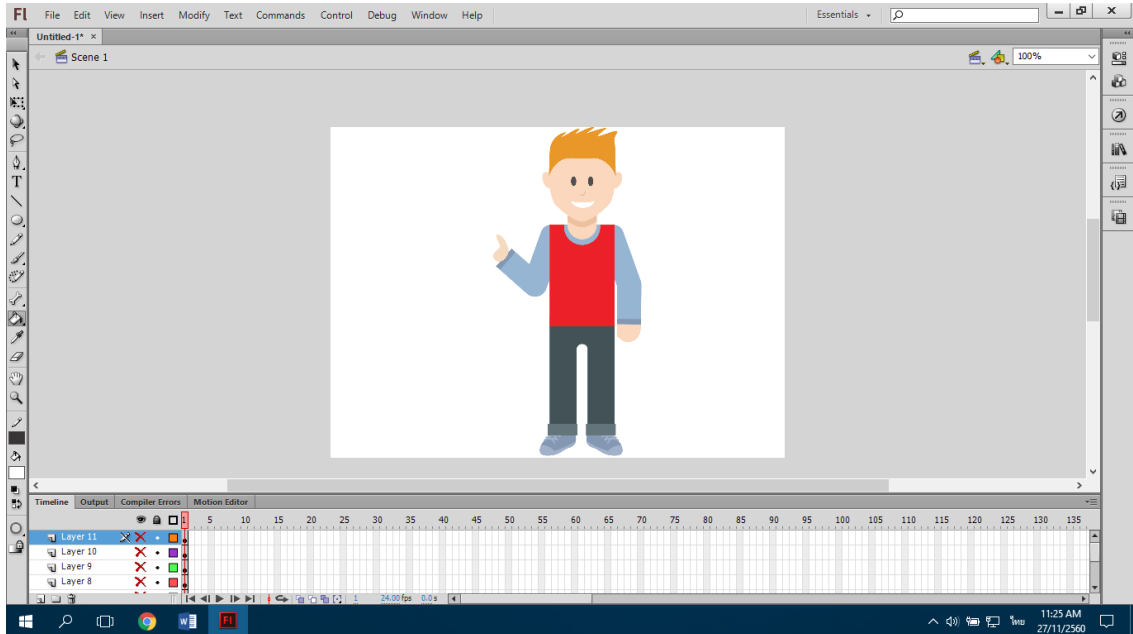 Fl File Edit View Insert Modify Text Commands Control Debug Window Help Essentials
Untitled-1* ×
Scene 1 100%
T
Timeline Output Compiler Errors Motion Editor
1 5 10 15 20 25 30 35 40 45 50 55 60 65 70 75 80 85 90 95 100 105 110 115 120 125 130 135
Layer 11
Layer 10
Layer 9
Layer 8
1 24.00 fps 0.0 s
W Fl ไทย 11:25 AM
27/11/2560